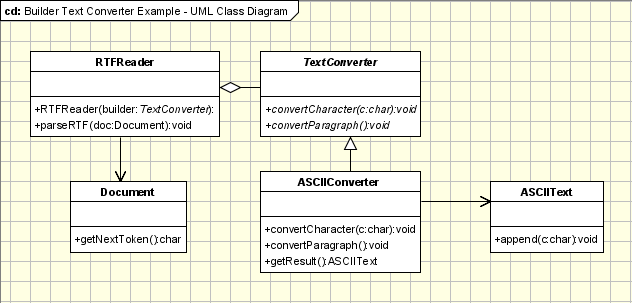 cd: Builder Text Converter Example - UML Class Diagram
RTFReader
+RTFReader(builder: TextConverter):
+parseRTF(doc:Document):void
TextConverter
+convertCharacter(c:char):void
+convertParagraph():void
Document
+getNextToken():char
ASCIIConverter
+convertCharacter(c:char):void
+convertParagraph():void
+getResult():ASCIIText
ASCIIText
+append(c:char):void